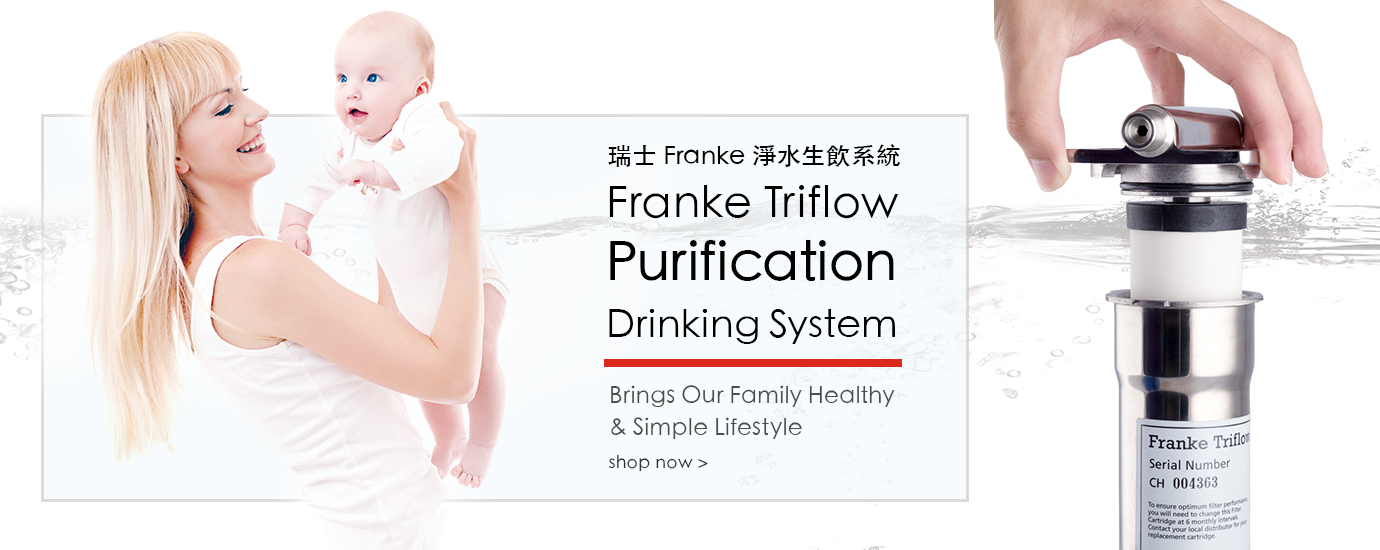 瑞士 Franke 淨水生飲系統
Franke Triflow
Purification
Drinking System
Brings Our Family Healthy
& Simple Lifestyle
shop now >
Franke Triflow
Serial Number
CH 004363
To ensure optimum filter performance
you will need to change this Filter
Cartridge at 6 monthly intervals.
Contact your local distributor for your
replacement cartridge.